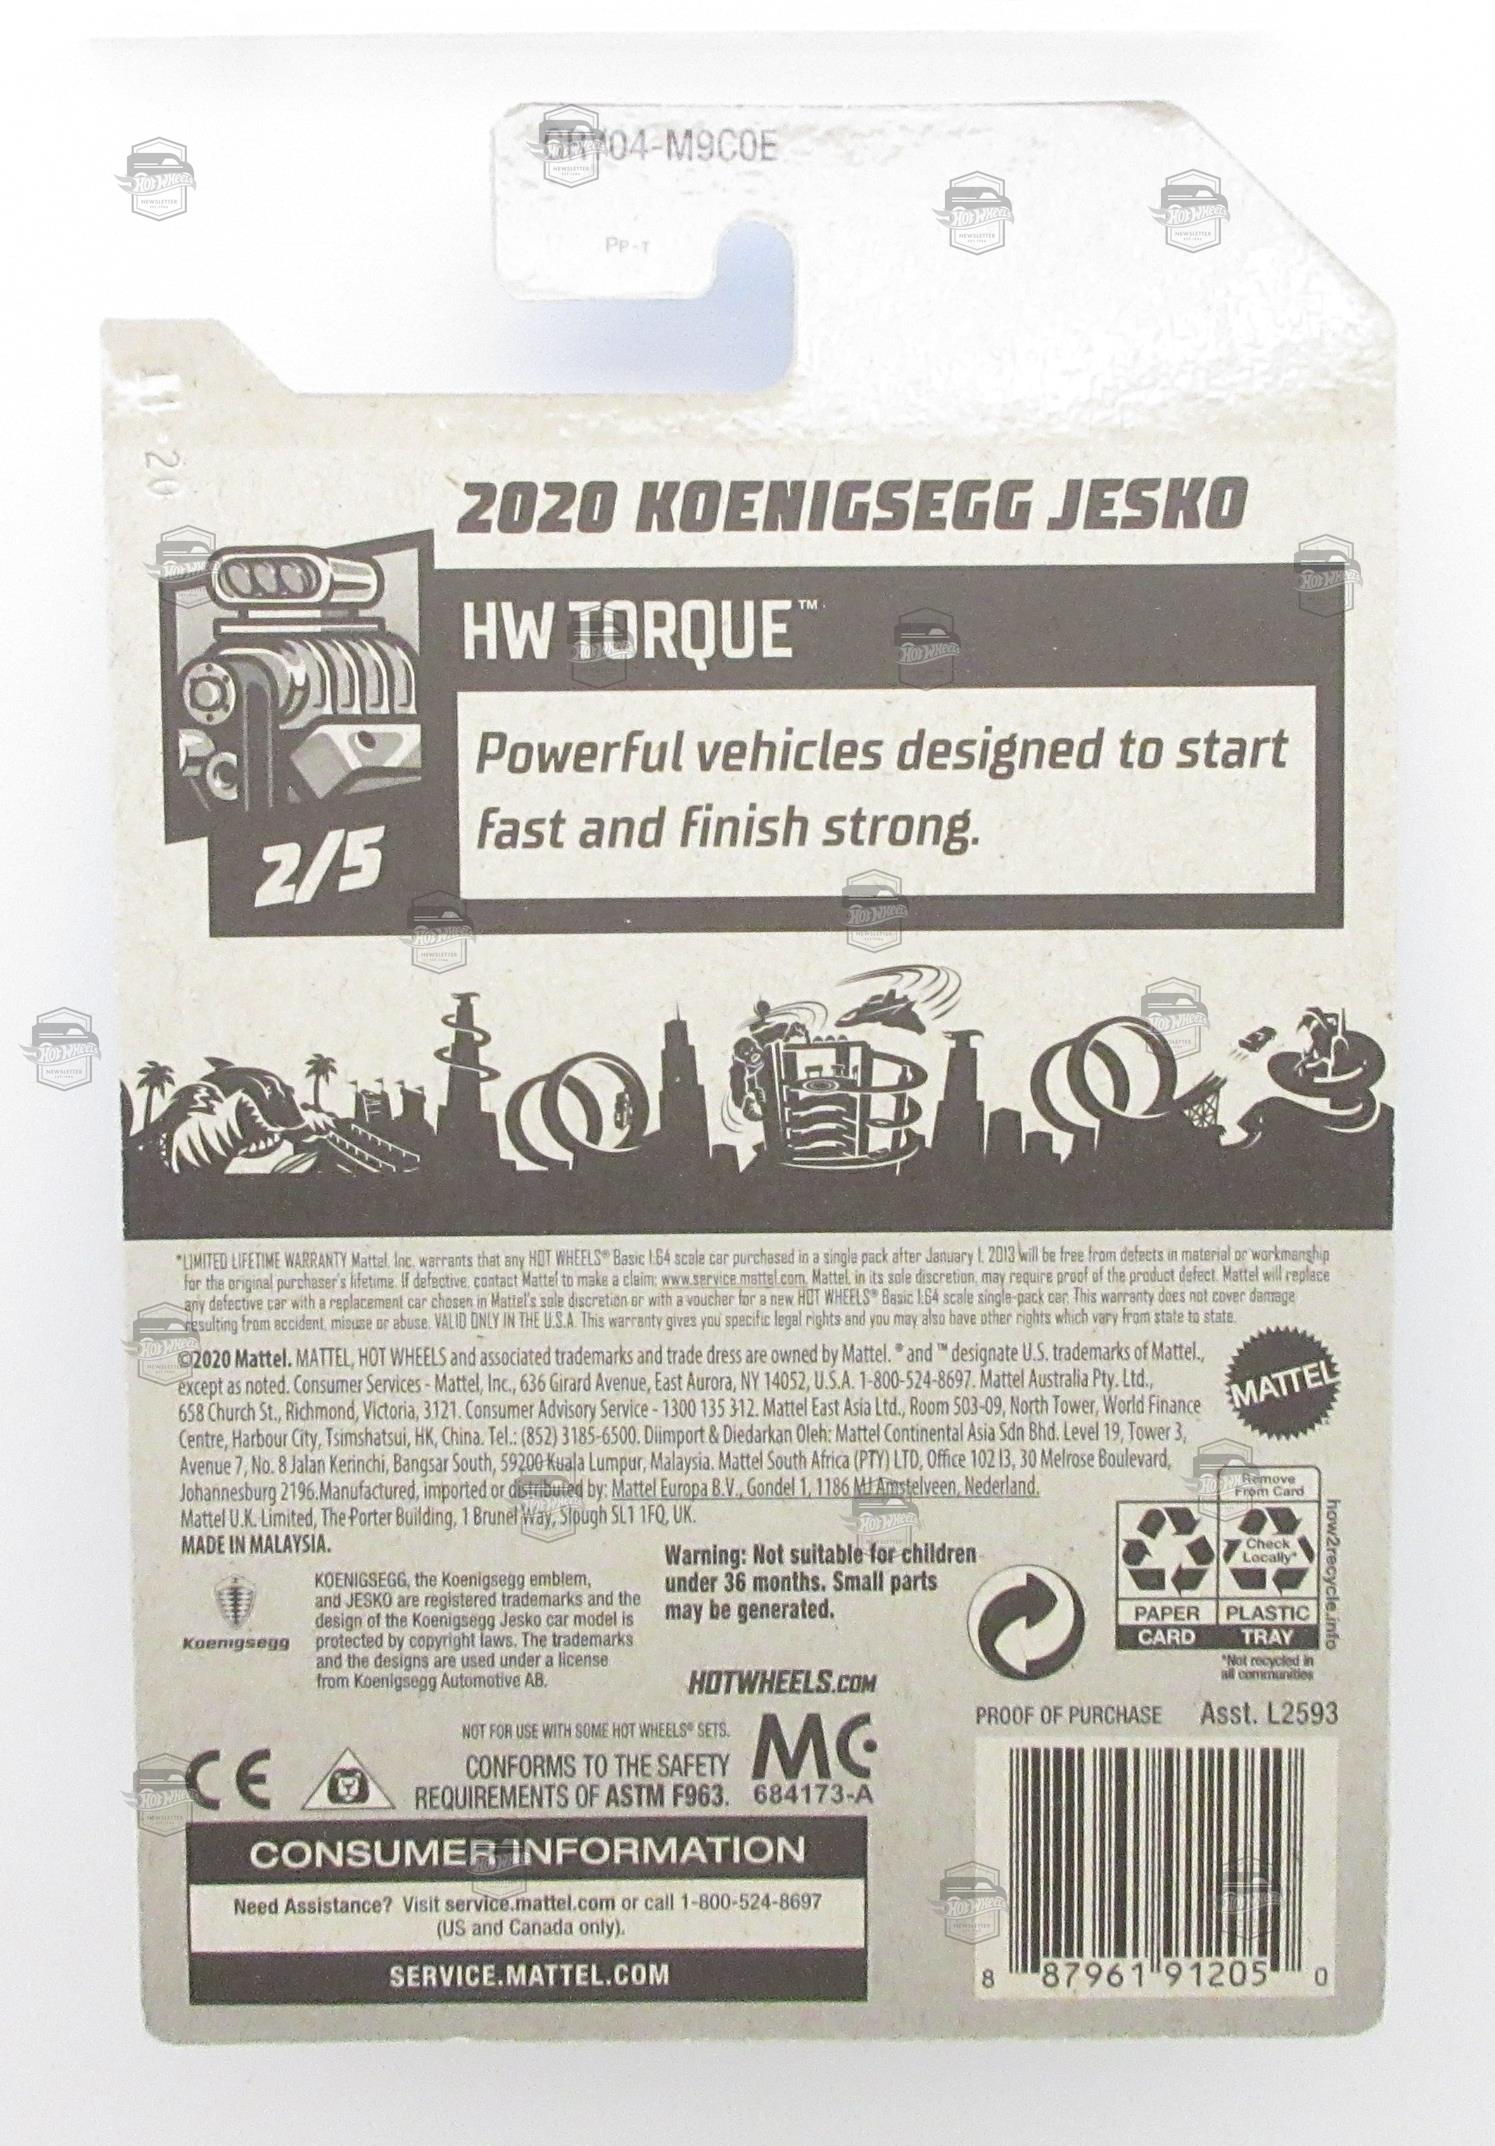 04-M9C0E
PP-T
11-20
2020 KOENIGSEGG JESKO
HW TORQUE™
Powerful vehicles designed to start
fast and finish strong.
2/5
*LIMITED LIFETIME WARRANTY Mattel, Inc. warrants that any HOT WHEELS® Basic 1:64 scale car purchased in a single pack after January 1, 2013 will be free from defects in material or workmanship
for the original purchaser's lifetime. If defective, contact Mattel to make a claim: www.service.mattel.com. Mattel, in its sole discretion, may require proof of the product defect. Mattel will replace
any defective car with a replacement car chosen in Mattel's sole discretion or with a voucher for a new HOT WHEELS® Basic 1:64 scale single-pack car. This warranty does not cover damage
resulting from accident, misuse or abuse. VALID ONLY IN THE U.S.A. This warranty gives you specific legal rights and you may also have other rights which vary from state to state.
©2020 Mattel. MATTEL, HOT WHEELS and associated trademarks and trade dress are owned by Mattel. ® and ™ designate U.S. trademarks of Mattel.,
except as noted. Consumer Services - Mattel, Inc., 636 Girard Avenue, East Aurora, NY 14052, U.S.A. 1-800-524-8697. Mattel Australia Pty. Ltd.,
658 Church St., Richmond, Victoria, 3121. Consumer Advisory Service - 1300 135 312. Mattel East Asia Ltd., Room 503-09, North Tower, World Finance
Centre, Harbour City, Tsimshatsui, HK, China. Tel.: (852) 3185-6500. Diimport & Diedarkan Oleh: Mattel Continental Asia Sdn Bhd. Level 19, Tower 3,
Avenue 7, No. 8 Jalan Kerinchi, Bangsar South, 59200 Kuala Lumpur, Malaysia. Mattel South Africa (PTY) LTD, Office 102 I3, 30 Melrose Boulevard,
Johannesburg 2196.Manufactured, imported or distributed by: Mattel Europa B.V., Gondel 1, 1186 MJ Amstelveen, Nederland.
Mattel U.K. Limited, The Porter Building, 1 Brunel Way, Slough SL1 1FQ, UK.
MADE IN MALAYSIA.
MATTEL
Remove
From Card
Check
Locally*
PAPER
PLASTIC
CARD
TRAY
*Not recycled in
all communities
how2recycle.info
Koenigsegg
KOENIGSEGG, the Koenigsegg emblem,
and JESKO are registered trademarks and the
design of the Koenigsegg Jesko car model is
protected by copyright laws. The trademarks
and the designs are used under a license
from Koenigsegg Automotive AB.
Warning: Not suitable for children
under 36 months. Small parts
may be generated.
HOTWHEELS.COM
NOT FOR USE WITH SOME HOT WHEELS® SETS.
CONFORMS TO THE SAFETY
REQUIREMENTS OF ASTM F963.
CE
MC
684173-A
PROOF OF PURCHASE Asst. L2593
8 87961 91205 0
CONSUMER INFORMATION
Need Assistance? Visit service.mattel.com or call 1-800-524-8697
(US and Canada only).
SERVICE.MATTEL.COM
Hot Wheels
NEWSLETTER